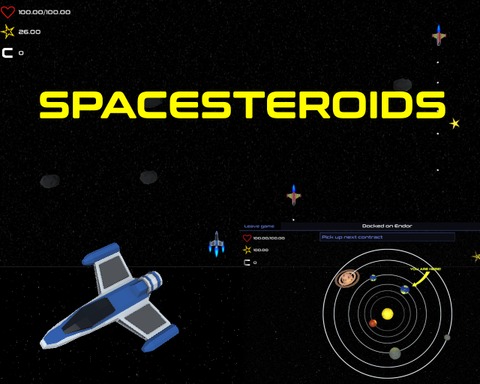 100.00/100.00
26.00
0
SPACESTEROIDS
Leave game
Docked on Endor
100.00/100.00
Pick up next contract
100.00
0
YOU ARE HERE!